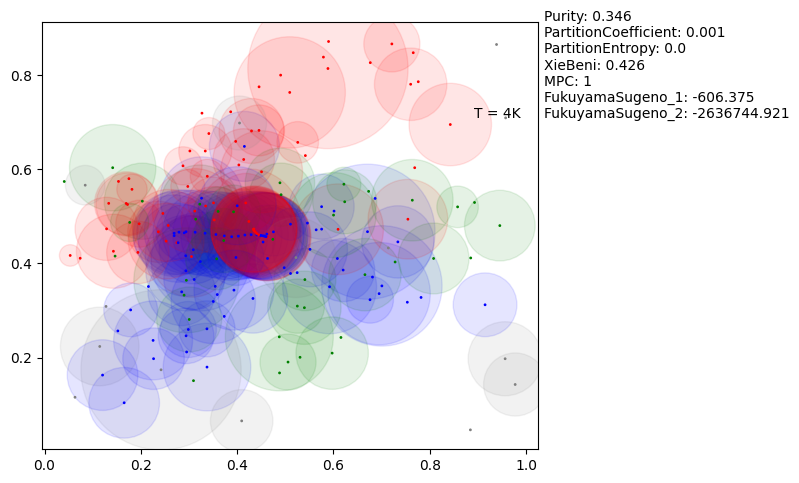 Purity: 0.346
PartitionCoefficient: 0.001
PartitionEntropy: 0.0
XieBeni: 0.426
MPC: 1
FukuyamaSugeno_1: -606.375
FukuyamaSugeno_2: -2636744.921
T = 4K
0.8
0.6
0.4
0.2
0.0 0.2 0.4 0.6 0.8 1.0